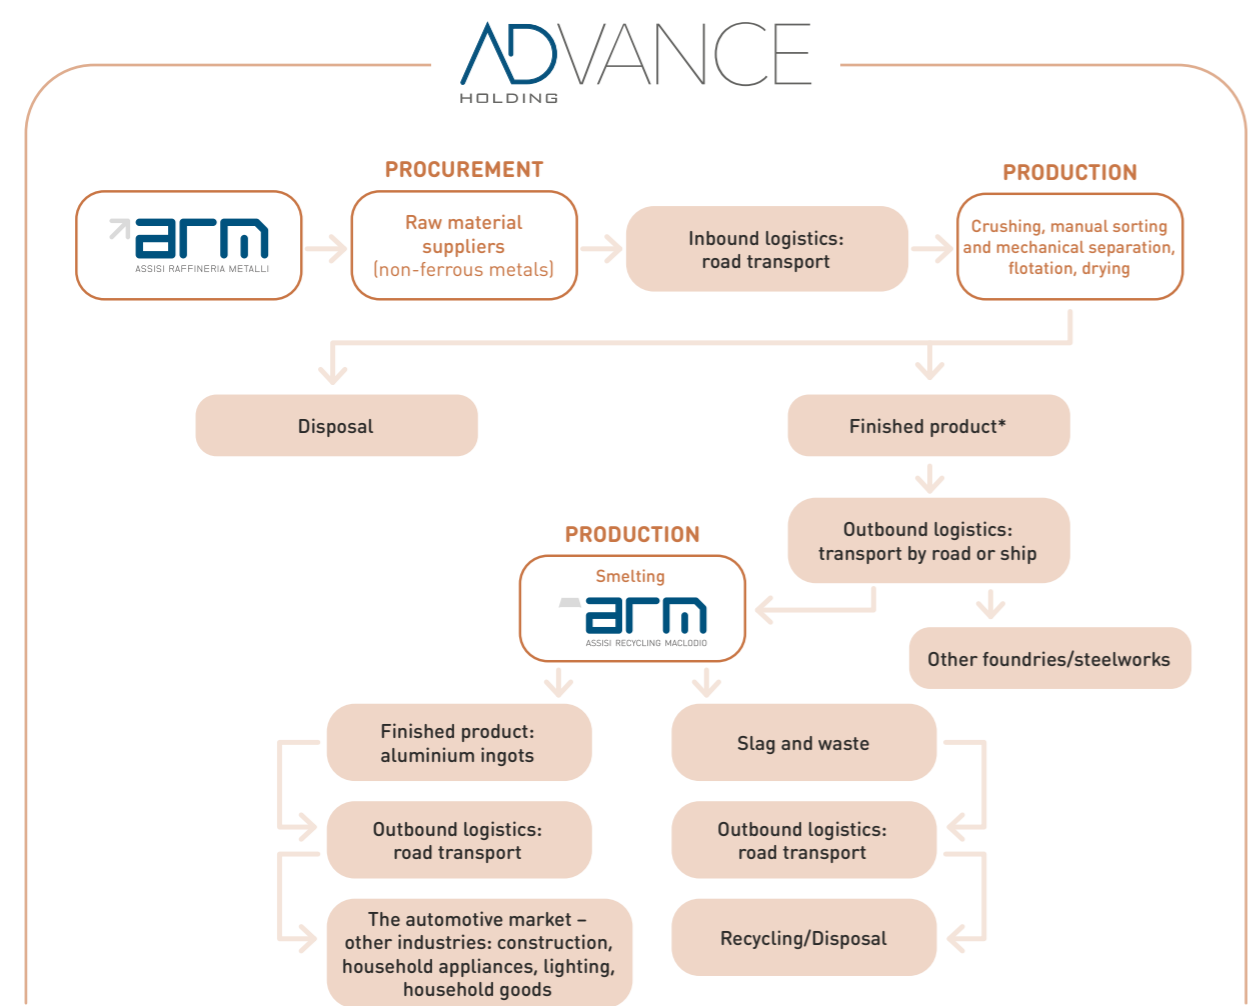 ADVANCE
HOLDING
PROCUREMENT
PRODUCTION
arm
ASSISI RAFFINERIA METALLI
Raw material
suppliers
(non-ferrous metals)
Inbound logistics:
road transport
Crushing, manual sorting
and mechanical separation,
flotation, drying
Disposal
Finished product*
Outbound logistics:
transport by road or ship
PRODUCTION
Smelting
arm
ASSISI RECYCLING MACLODIO
Other foundries/steelworks
Finished product:
aluminium ingots
Slag and waste
Outbound logistics:
road transport
Outbound logistics:
road transport
The automotive market –
other industries: construction,
household appliances, lighting,
household goods
Recycling/Disposal